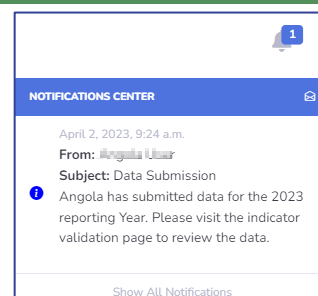 1
NOTIFICATIONS CENTER
April 2, 2023, 9:24 a.m.
From:
Subject: Data Submission
Angola has submitted data for the 2023
reporting Year. Please visit the indicator
validation page to review the data.
Show All Notifications